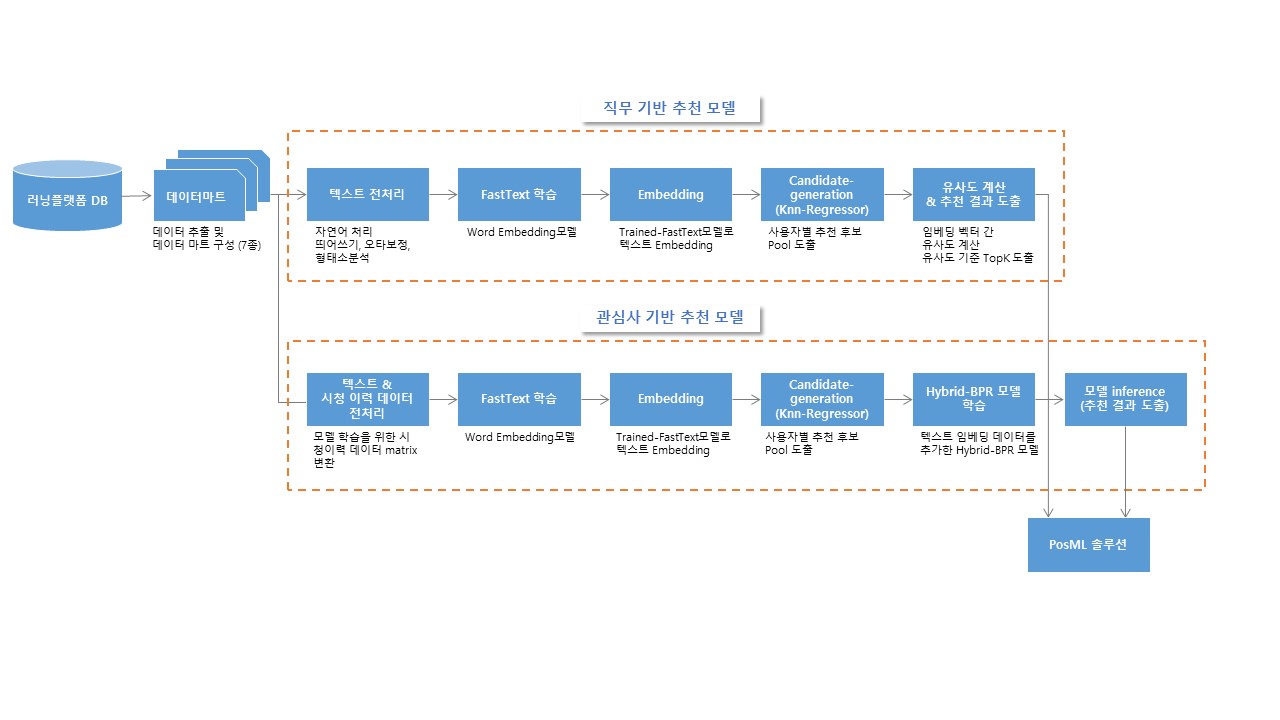 직무 기반 추천 모델
러닝플랫폼 DB
데이터마트
데이터 추출 및
데이터 마트 구성 (7종)
텍스트 전처리
자연어 처리
띄어쓰기, 오타보정,
형태소분석
FastText 학습
Word Embedding모델
Embedding
Trained-FastText모델로
텍스트 Embedding
Candidate-
generation
(Knn-Regressor)
사용자별 추천 후보
Pool 도출
유사도 계산
& 추천 결과 도출
임베딩 벡터 간
유사도 계산
유사도 기준 TopK 도출
관심사 기반 추천 모델
텍스트 &
시청 이력 데이터
전처리
모델 학습을 위한 시
청이력 데이터 matrix
변환
FastText 학습
Word Embedding모델
Embedding
Trained-FastText모델로
텍스트 Embedding
Candidate-
generation
(Knn-Regressor)
사용자별 추천 후보
Pool 도출
Hybrid-BPR 모델
학습
텍스트 임베딩 데이터를
추가한 Hybrid-BPR 모델
모델 inference
(추천 결과 도출)
PosML 솔루션